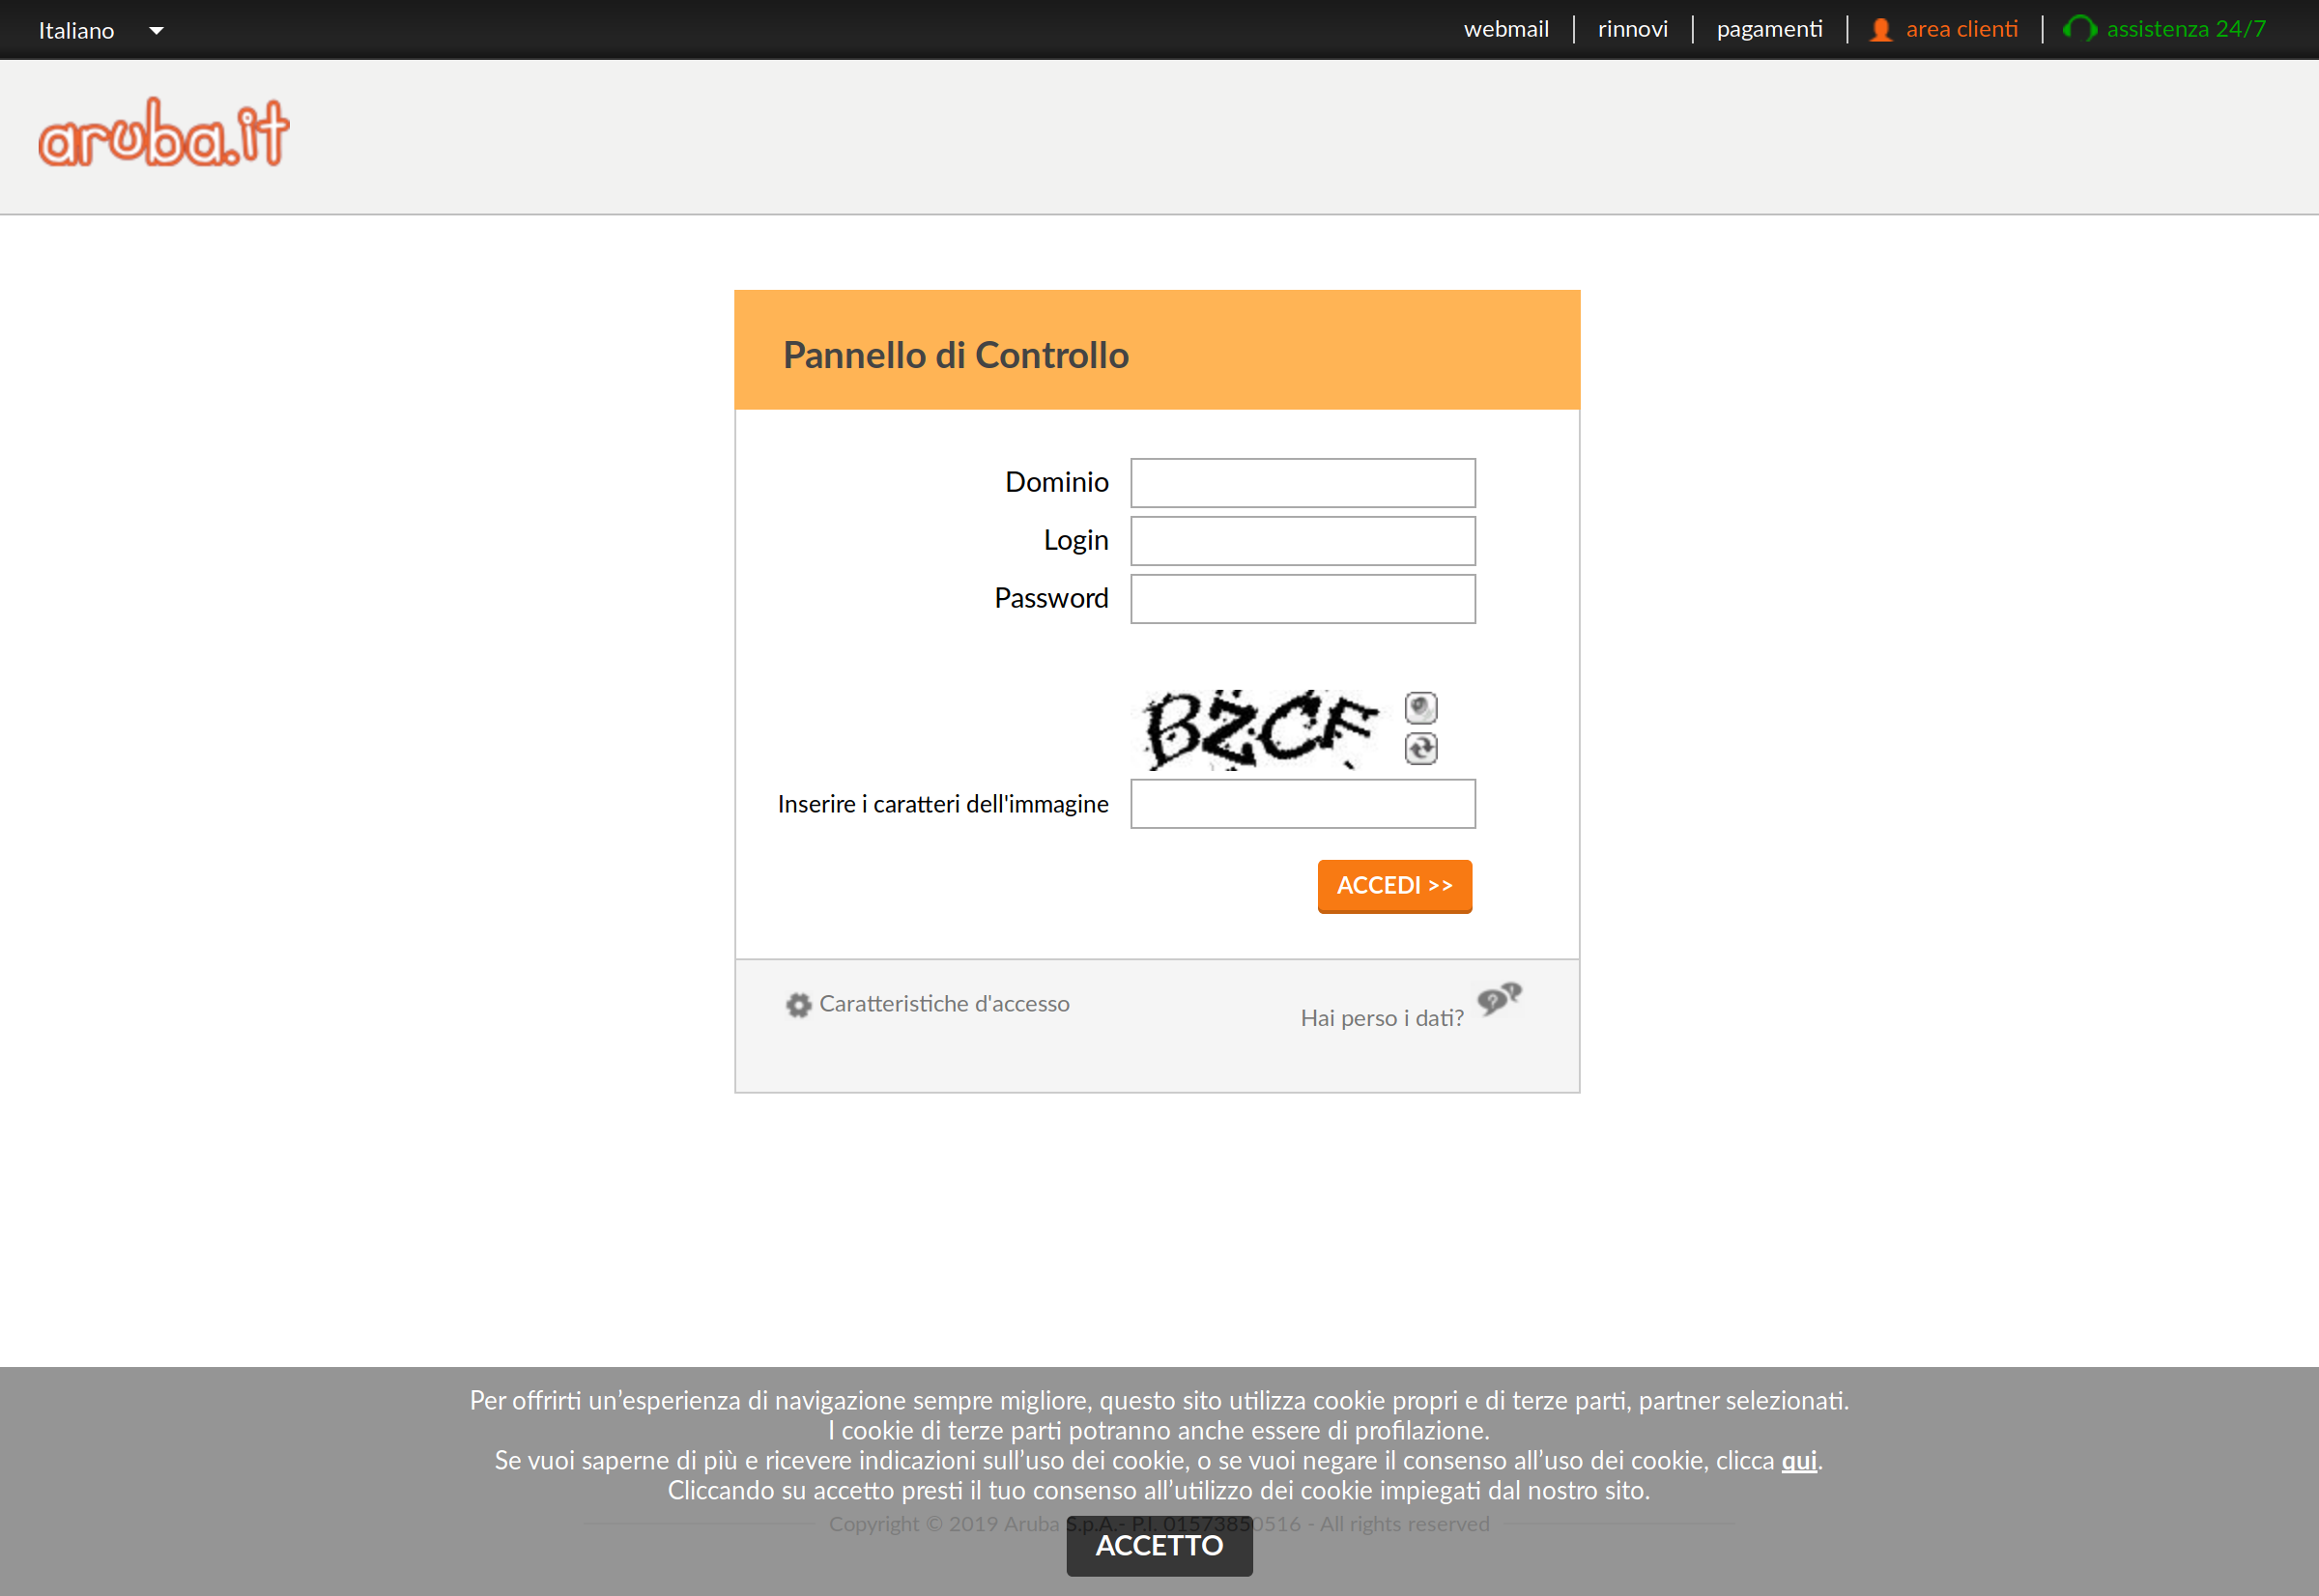 Italiano
webmail | rinnovi | pagamenti | area clienti | assistenza 24/7
aruba.it
Pannello di Controllo
Dominio
Login
Password
BZCF
Inserire i caratteri dell'immagine
ACCEDI >>
Caratteristiche d'accesso
Hai perso i dati?
Per offrirti un’esperienza di navigazione sempre migliore, questo sito utilizza cookie propri e di terze parti, partner selezionati.
I cookie di terze parti potranno anche essere di profilazione.
Se vuoi saperne di più e ricevere indicazioni sull’uso dei cookie, o se vuoi negare il consenso all’uso dei cookie, clicca qui.
Cliccando su accetto presti il tuo consenso all’utilizzo dei cookie impiegati dal nostro sito.
Copyright © 2019 Aruba S.p.A.- P.I. 01573850516 - All rights reserved
ACCETTO